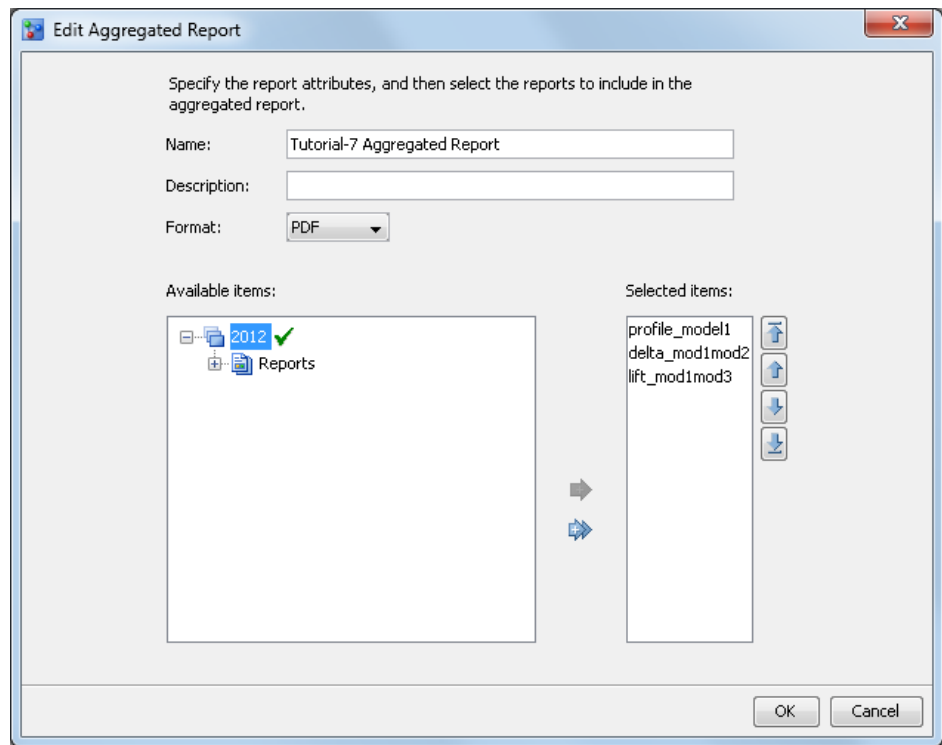 Edit Aggregated Report
Specify the report attributes, and then select the reports to include in the
aggregated report.
Name: Tutorial-7 Aggregated Report
Description:
Format: PDF
Available items: Selected items:
2012
Reports
profile_model1
delta_mod1mod2
lift_mod1mod3
OK Cancel